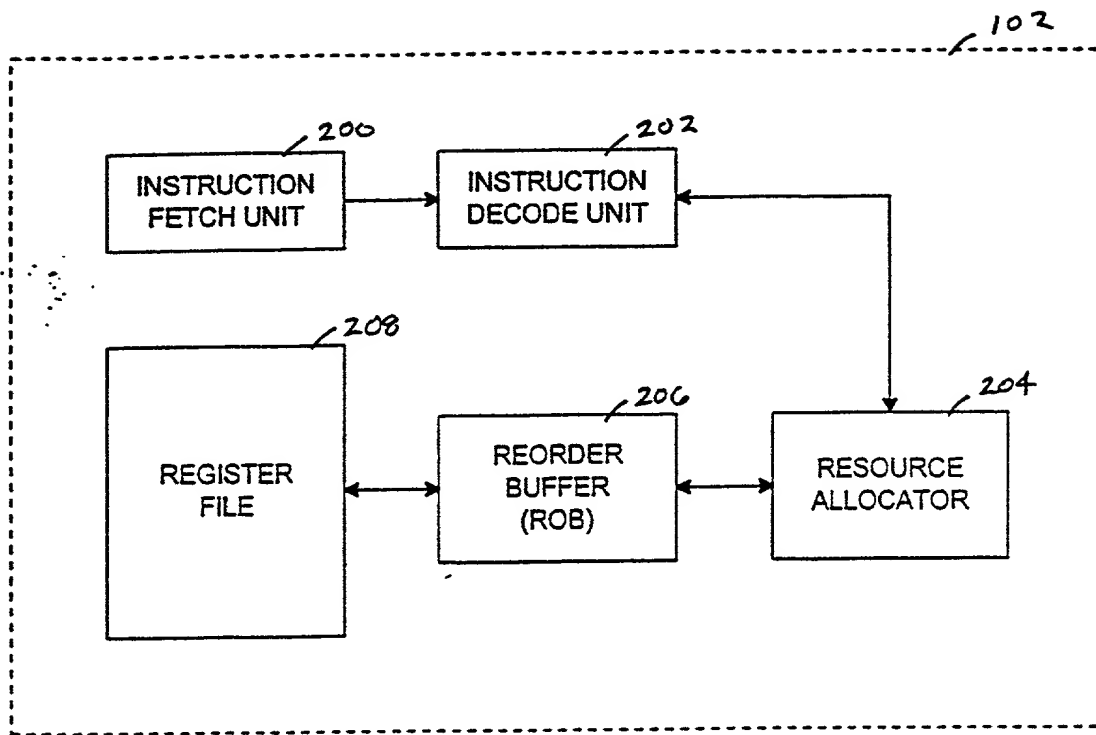 102
200
INSTRUCTION
FETCH UNIT
202
INSTRUCTION
DECODE UNIT
208
REGISTER
FILE
206
REORDER
BUFFER
(ROB)
204
RESOURCE
ALLOCATOR